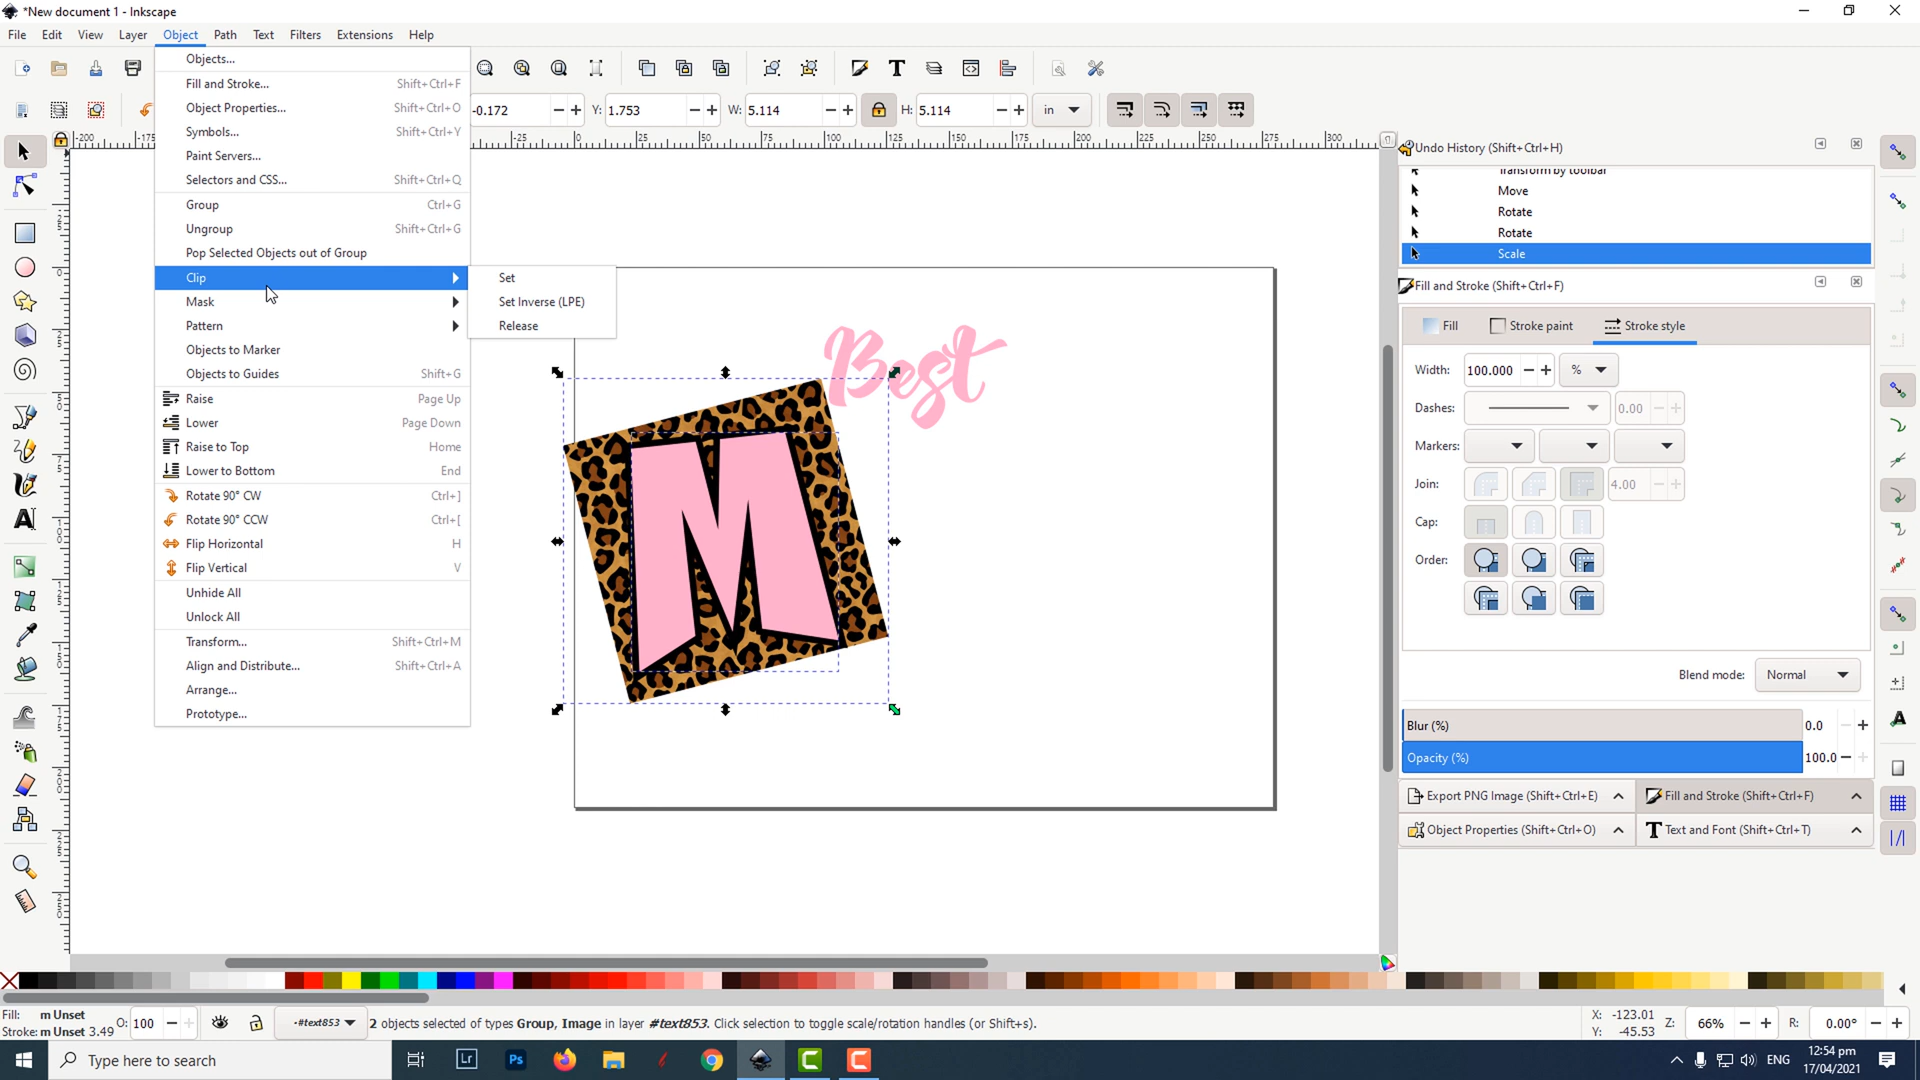 *New document 1 - Inkscape
File Edit View Layer Object Path Text Filters Extensions Help
-0.172 Y: 1.753 W: 5.114 H: 5.114 in
Objects...
Fill and Stroke... Shift+Ctrl+F
Object Properties... Shift+Ctrl+O
Symbols... Shift+Ctrl+Y
Paint Servers...
Selectors and CSS... Shift+Ctrl+Q
Group Ctrl+G
Ungroup Shift+Ctrl+G
Pop Selected Objects out of Group
Clip
Mask
Pattern
Objects to Marker
Objects to Guides Shift+G
Raise Page Up
Lower Page Down
Raise to Top Home
Lower to Bottom End
Rotate 90° CW Ctrl+]
Rotate 90° CCW Ctrl+[
Flip Horizontal H
Flip Vertical V
Unhide All
Unlock All
Transform... Shift+Ctrl+M
Align and Distribute... Shift+Ctrl+A
Arrange...
Prototype...
Set
Set Inverse (LPE)
Release
Best
M
Undo History (Shift+Ctrl+H)
Transform by toolbar
Move
Rotate
Rotate
Scale
Fill and Stroke (Shift+Ctrl+F)
Fill Stroke paint Stroke style
Width: 100.000 %
Dashes: 0.00
Markers:
Join: 4.00
Cap:
Order:
Blend mode: Normal
Blur (%) 0.0
Opacity (%) 100.0
Export PNG Image (Shift+Ctrl+E) Fill and Stroke (Shift+Ctrl+F)
Object Properties (Shift+Ctrl+O) Text and Font (Shift+Ctrl+T)
Fill: m Unset
Stroke: m Unset 3.49 O: 100 -#text853 2 objects selected of types Group, Image in layer #text853. Click selection to toggle scale/rotation handles (or Shift+s).
X: -123.01
Y: -45.53
Z: 66% R: 0.00°
Type here to search
Lr Ps
ENG 12:54 pm
17/04/2021